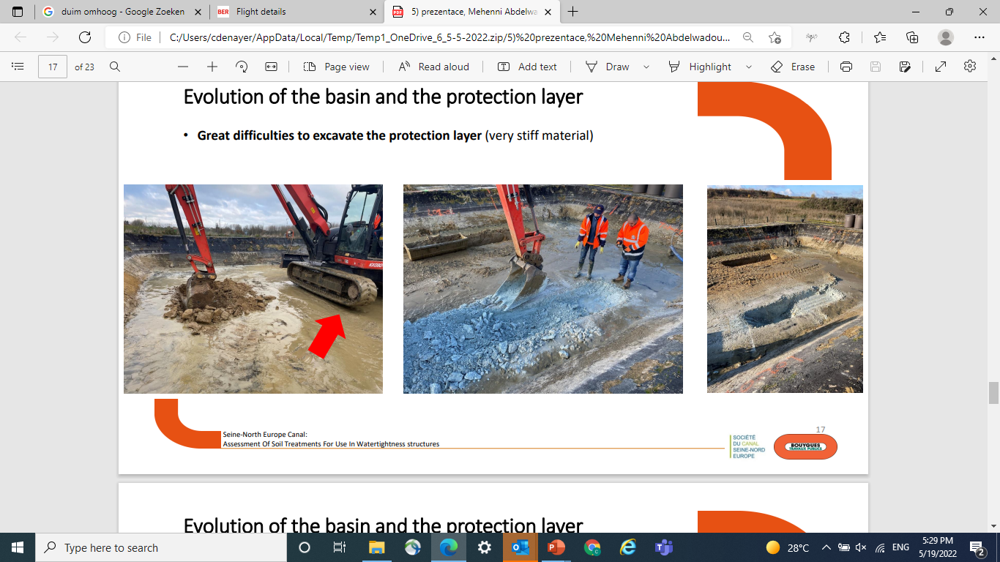 duim omhoog - Google Zoeken
BER
Flight details
PDF
5) prezentace, Mehenni Abdelwa
File
C:/Users/cdenayer/AppData/Local/Temp/Temp1_OneDrive_6_5-5-2022.zip/5)%20prezentace,%20Mehenni%20Abdelwadou...
17
of 23
Page view
Read aloud
Add text
Draw
Highlight
Erase
Evolution of the basin and the protection layer
• Great difficulties to excavate the protection layer (very stiff material)
Seine-North Europe Canal:
Assessment Of Soil Treatments For Use In Watertightness structures
17
SOCIÉTÉ
DU CANAL
SEINE-NORD
EUROPE
BOUYGUES
TRAVAUX PUBLICS
Evolution of the basin and the protection layer
Type here to search
28°C
ENG
5:29 PM
5/19/2022
2